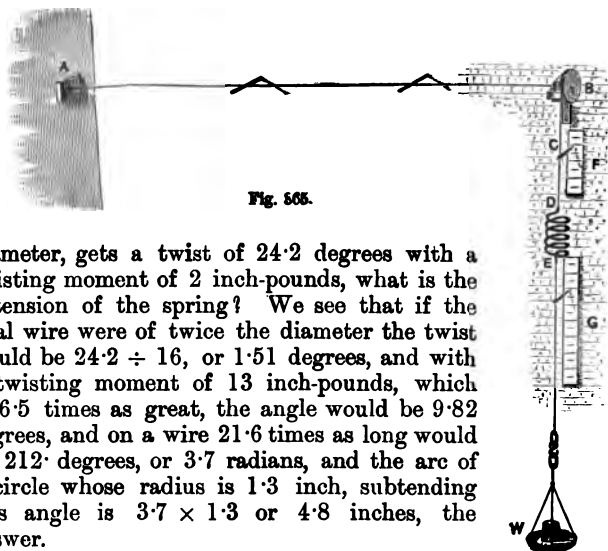 A
B
C
F
Fig. 565.
D
E
G
ameter, gets a twist of 24·2 degrees with a
isting moment of 2 inch-pounds, what is the
tension of the spring? We see that if the
al wire were of twice the diameter the twist
uld be 24·2 ÷ 16, or 1·51 degrees, and with
twisting moment of 13 inch-pounds, which
6·5 times as great, the angle would be 9·82
grees, and on a wire 21·6 times as long would
212· degrees, or 3·7 radians, and the arc of
circle whose radius is 1·3 inch, subtending
s angle is 3·7 × 1·3 or 4·8 inches, the
swer.
W